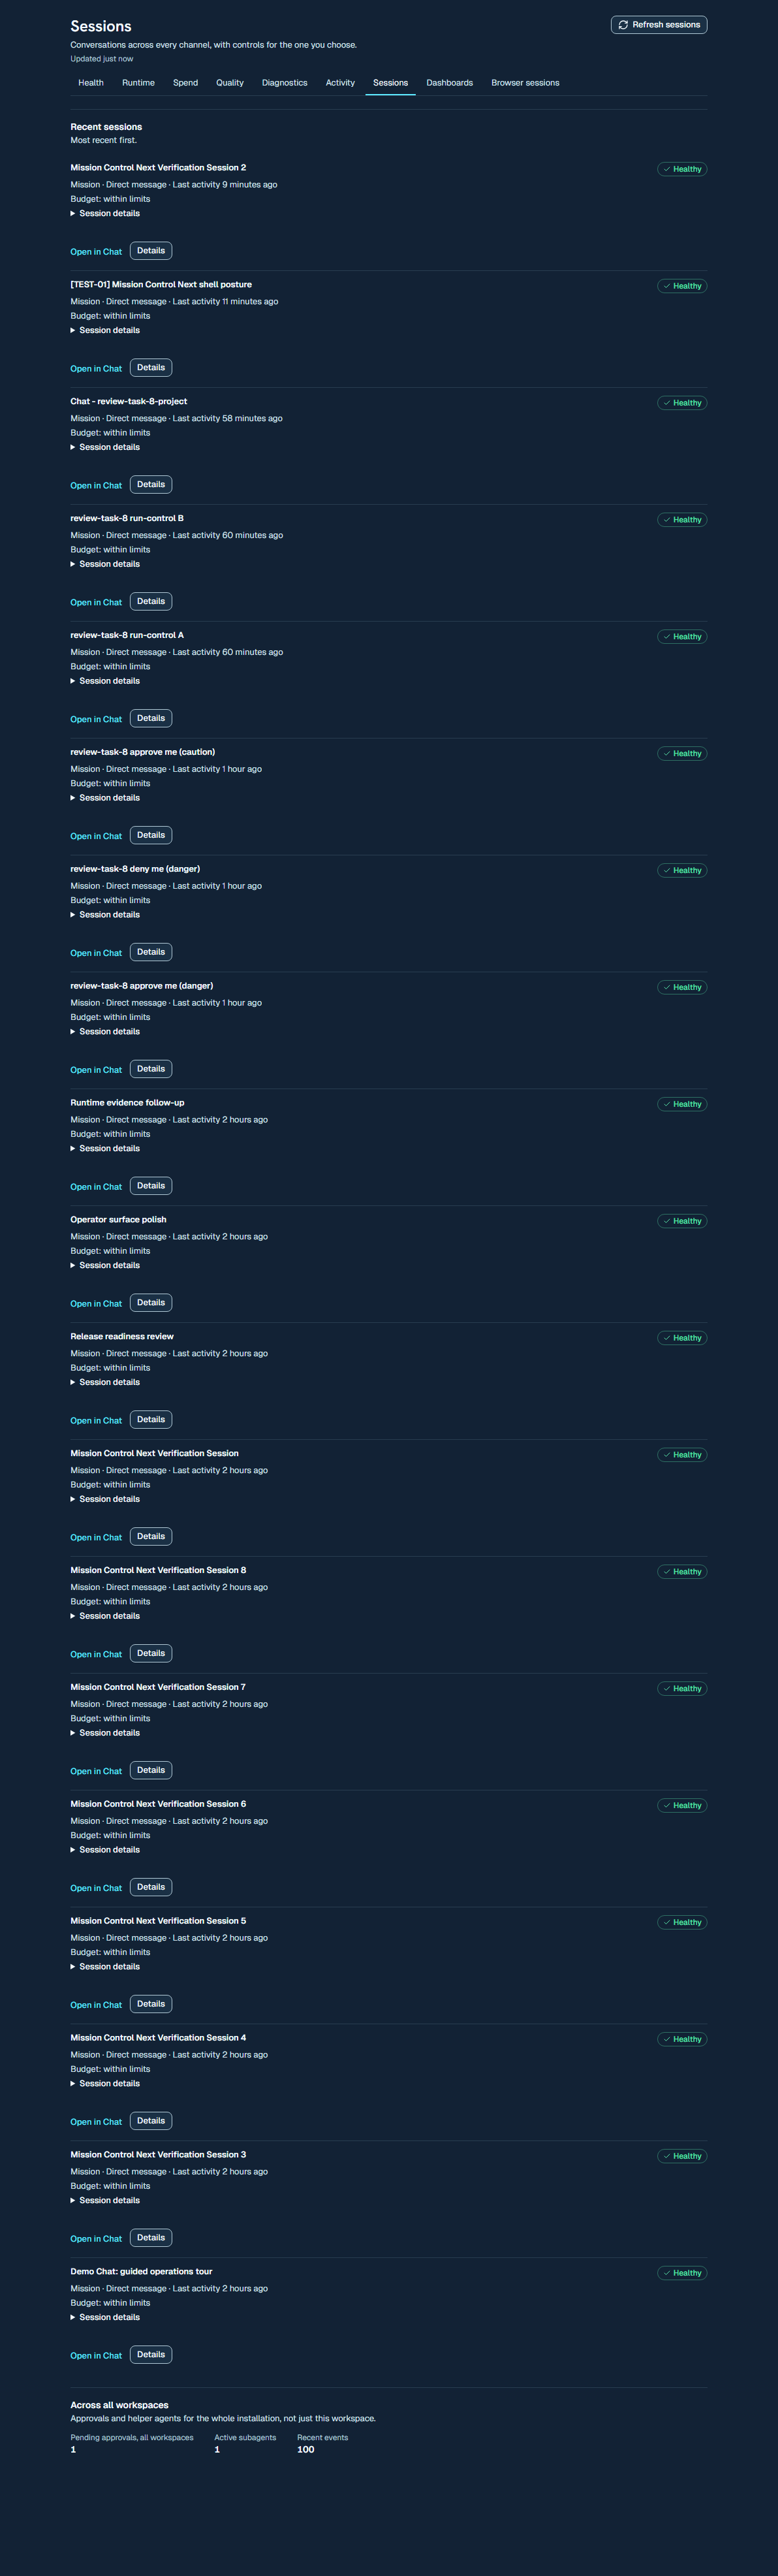 Sessions
Refresh sessions
Conversations across every channel, with controls for the one you choose.
Updated just now
Health Runtime Spend Quality Diagnostics Activity Sessions Dashboards Browser sessions
Recent sessions
Most recent first.
Mission Control Next Verification Session 2
Healthy
Mission · Direct message · Last activity 9 minutes ago
Budget: within limits
Session details
Open in Chat Details
[TEST-01] Mission Control Next shell posture
Healthy
Mission · Direct message · Last activity 11 minutes ago
Budget: within limits
Session details
Open in Chat Details
Chat - review-task-8-project
Healthy
Mission · Direct message · Last activity 58 minutes ago
Budget: within limits
Session details
Open in Chat Details
review-task-8 run-control B
Healthy
Mission · Direct message · Last activity 60 minutes ago
Budget: within limits
Session details
Open in Chat Details
review-task-8 run-control A
Healthy
Mission · Direct message · Last activity 60 minutes ago
Budget: within limits
Session details
Open in Chat Details
review-task-8 approve me (caution)
Healthy
Mission · Direct message · Last activity 1 hour ago
Budget: within limits
Session details
Open in Chat Details
review-task-8 deny me (danger)
Healthy
Mission · Direct message · Last activity 1 hour ago
Budget: within limits
Session details
Open in Chat Details
review-task-8 approve me (danger)
Healthy
Mission · Direct message · Last activity 1 hour ago
Budget: within limits
Session details
Open in Chat Details
Runtime evidence follow-up
Healthy
Mission · Direct message · Last activity 2 hours ago
Budget: within limits
Session details
Open in Chat Details
Operator surface polish
Healthy
Mission · Direct message · Last activity 2 hours ago
Budget: within limits
Session details
Open in Chat Details
Release readiness review
Healthy
Mission · Direct message · Last activity 2 hours ago
Budget: within limits
Session details
Open in Chat Details
Mission Control Next Verification Session
Healthy
Mission · Direct message · Last activity 2 hours ago
Budget: within limits
Session details
Open in Chat Details
Mission Control Next Verification Session 8
Healthy
Mission · Direct message · Last activity 2 hours ago
Budget: within limits
Session details
Open in Chat Details
Mission Control Next Verification Session 7
Healthy
Mission · Direct message · Last activity 2 hours ago
Budget: within limits
Session details
Open in Chat Details
Mission Control Next Verification Session 6
Healthy
Mission · Direct message · Last activity 2 hours ago
Budget: within limits
Session details
Open in Chat Details
Mission Control Next Verification Session 5
Healthy
Mission · Direct message · Last activity 2 hours ago
Budget: within limits
Session details
Open in Chat Details
Mission Control Next Verification Session 4
Healthy
Mission · Direct message · Last activity 2 hours ago
Budget: within limits
Session details
Open in Chat Details
Mission Control Next Verification Session 3
Healthy
Mission · Direct message · Last activity 2 hours ago
Budget: within limits
Session details
Open in Chat Details
Demo Chat: guided operations tour
Healthy
Mission · Direct message · Last activity 2 hours ago
Budget: within limits
Session details
Open in Chat Details
Across all workspaces
Approvals and helper agents for the whole installation, not just this workspace.
Pending approvals, all workspaces Active subagents Recent events
1 1 100